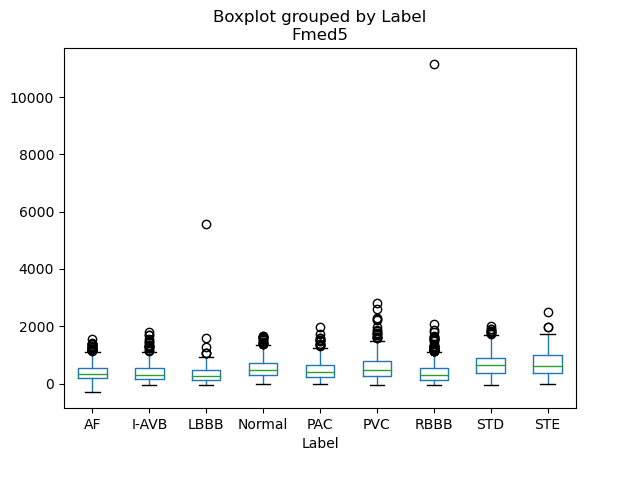 Boxplot grouped by Label
Fmed5
10000
8000
6000
4000
2000
0
AF I-AVB LBBB Normal PAC PVC RBBB STD STE
Label